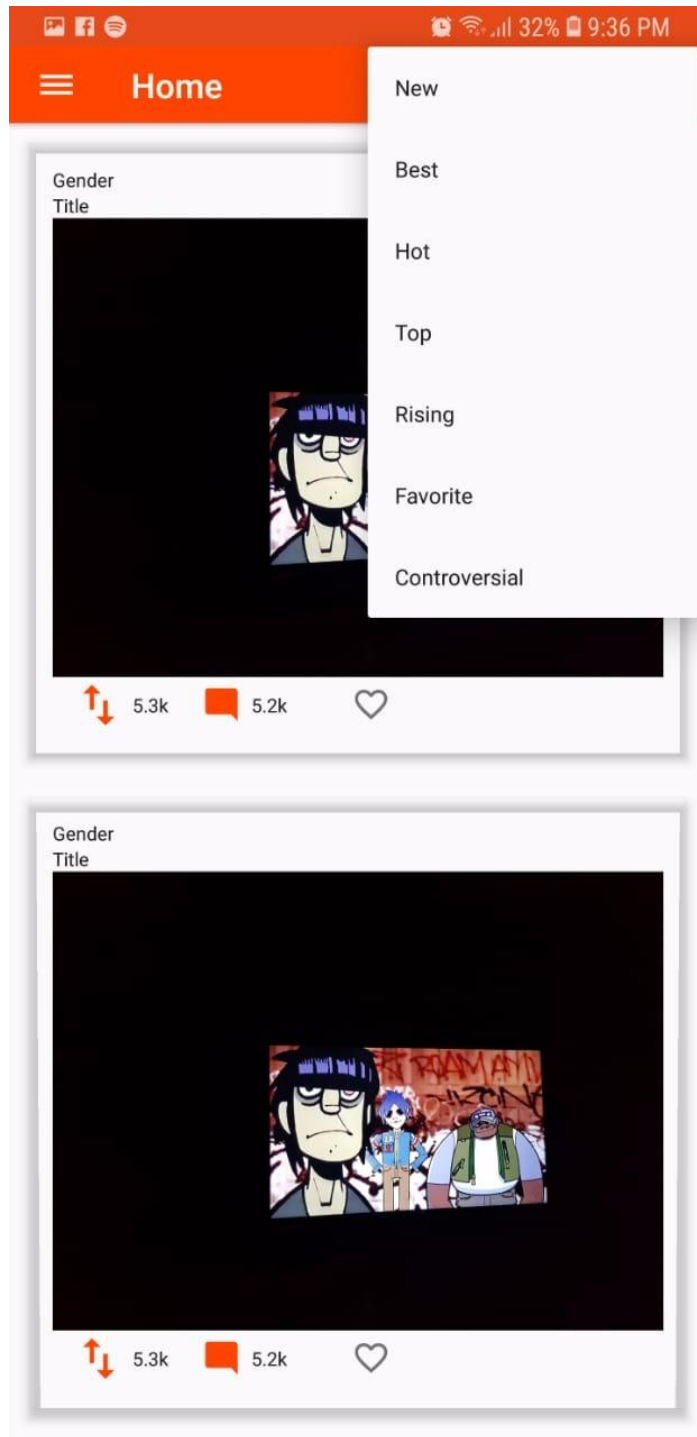 32% 9:36 PM
Home
New
Best
Hot
Top
Rising
Favorite
Controversial
Gender
Title
5.3k 5.2k
Gender
Title
ROAM
5.3k 5.2k